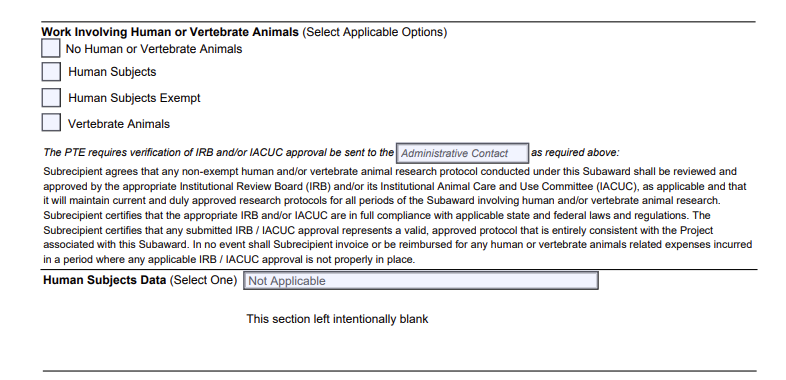 Work Involving Human or Vertebrate Animals (Select Applicable Options)
No Human or Vertebrate Animals
Human Subjects
Human Subjects Exempt
Vertebrate Animals
The PTE requires verification of IRB and/or IACUC approval be sent to the Administrative Contact as required above:
Subrecipient agrees that any non-exempt human and/or vertebrate animal research protocol conducted under this Subaward shall be reviewed and
approved by the appropriate Institutional Review Board (IRB) and/or its Institutional Animal Care and Use Committee (IACUC), as applicable and that
it will maintain current and duly approved research protocols for all periods of the Subaward involving human and/or vertebrate animal research.
Subrecipient certifies that the appropriate IRB and/or IACUC are in full compliance with applicable state and federal laws and regulations. The
Subrecipient certifies that any submitted IRB / IACUC approval represents a valid, approved protocol that is entirely consistent with the Project
associated with this Subaward. In no event shall Subrecipient invoice or be reimbursed for any human or vertebrate animals related expenses incurred
in a period where any applicable IRB / IACUC approval is not properly in place.
Human Subjects Data (Select One) Not Applicable
This section left intentionally blank